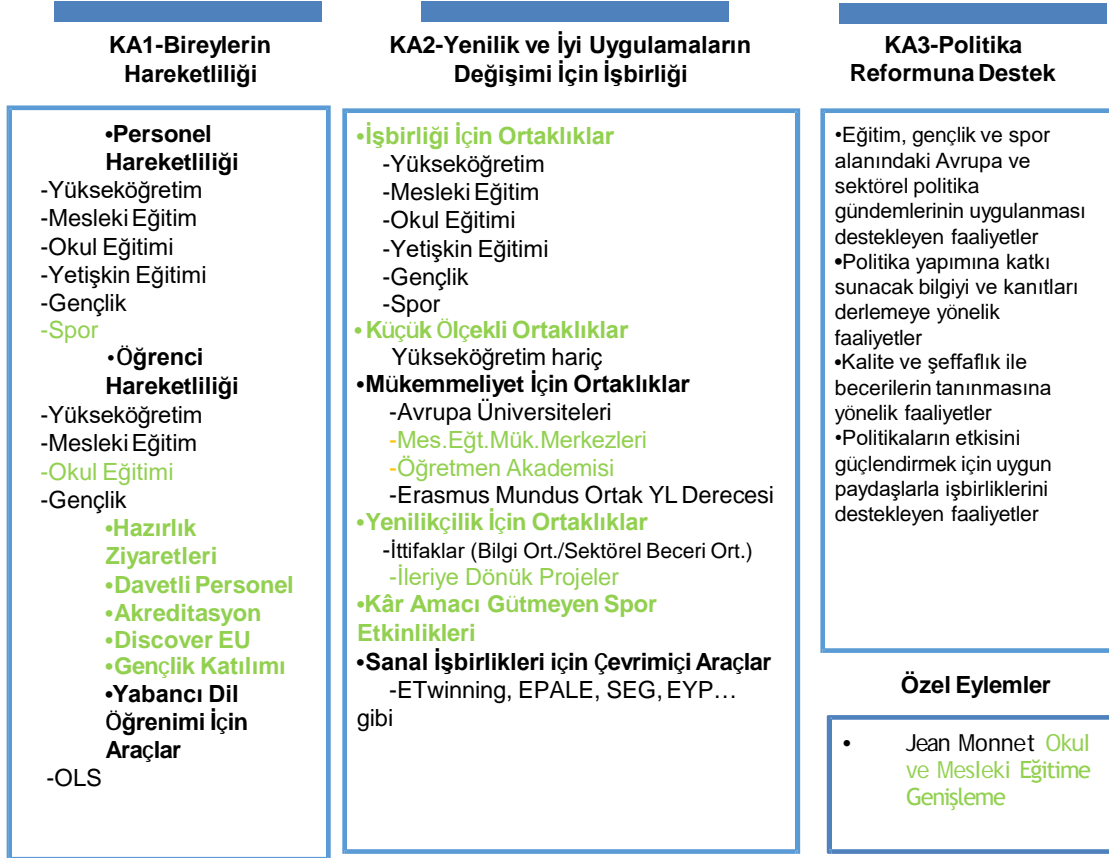 KA1-Bireylerin
Hareketliliği
•Personel
Hareketliliği
-Yükseköğretim
-Mesleki Eğitim
-Okul Eğitimi
-Yetişkin Eğitimi
-Gençlik
-Spor
•Öğrenci
Hareketliliği
-Yükseköğretim
-Mesleki Eğitim
-Okul Eğitimi
-Gençlik
•Hazırlık
Ziyaretleri
•Davetli Personel
•Akreditasyon
•Discover EU
•Gençlik Katılımı
•Yabancı Dil
Öğrenimi İçin
Araçlar
-OLS
KA2-Yenilik ve İyi Uygulamaların
Değişimi İçin İşbirliği
•İşbirliği İçin Ortaklıklar
-Yükseköğretim
-Mesleki Eğitim
-Okul Eğitimi
-Yetişkin Eğitimi
-Gençlik
-Spor
• Küçük Ölçekli Ortaklıklar
Yükseköğretim hariç
•Mükemmeliyet İçin Ortaklıklar
-Avrupa Üniversiteleri
-Mes.Eğt.Mük.Merkezleri
-Öğretmen Akademisi
-Erasmus Mundus Ortak YL Derecesi
•Yenilikçilik İçin Ortaklıklar
-İttifaklar (Bilgi Ort./Sektörel Beceri Ort.)
-İleriye Dönük Projeler
•Kâr Amacı Gütmeyen Spor
Etkinlikleri
•Sanal İşbirlikleri için Çevrimiçi Araçlar
-ETwinning, EPALE, SEG, EYP…
gibi
KA3-Politika
Reformuna Destek
•Eğitim, gençlik ve spor
alanındaki Avrupa ve
sektörel politika
gündemlerinin uygulanması
destekleyen faaliyetler
•Politika yapımına katkı
sunacak bilgiyi ve kanıtları
derlemeye yönelik
faaliyetler
•Kalite ve şeffaflık ile
becerilerin tanınmasına
yönelik faaliyetler
•Politikaların etkisini
güçlendirmek için uygun
paydaşlarla işbirliklerini
destekleyen faaliyetler
Özel Eylemler
• Jean Monnet Okul
ve Mesleki Eğitime
Genişleme